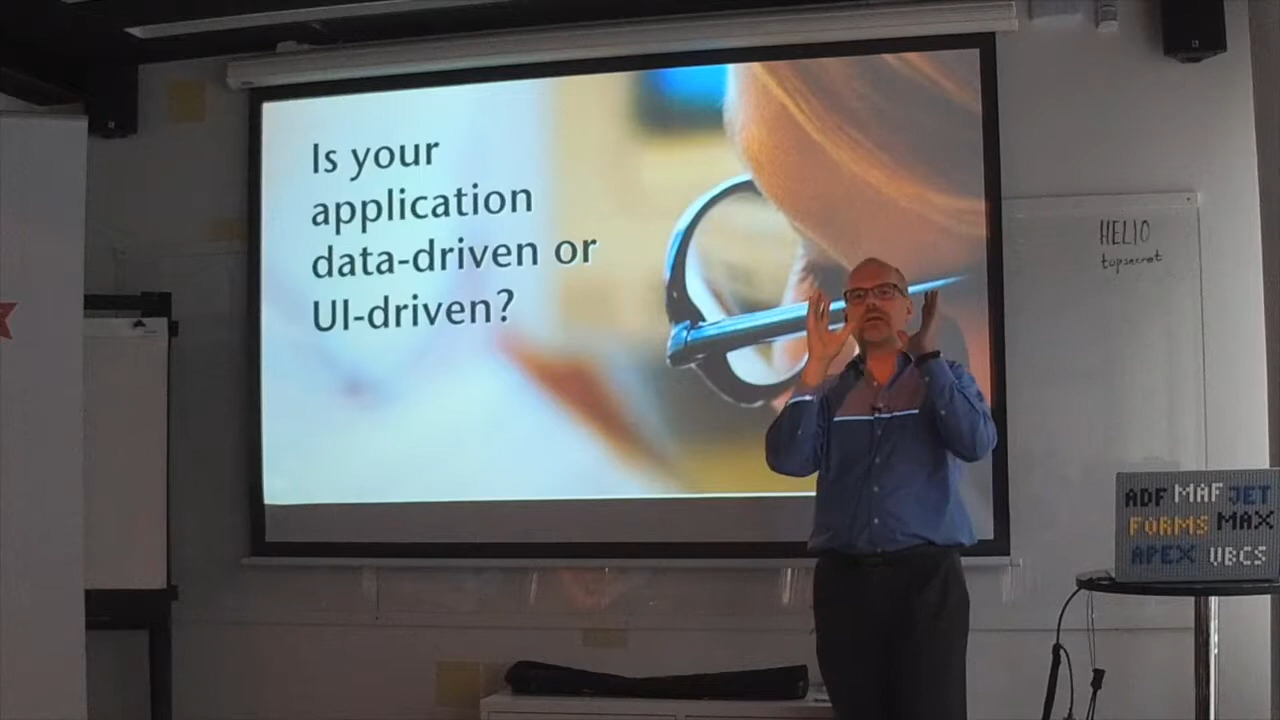 Is your
application
data-driven or
UI-driven?
HELIO
topsecret
ADF MAF JET
FORMS MAX
APEX VBCS